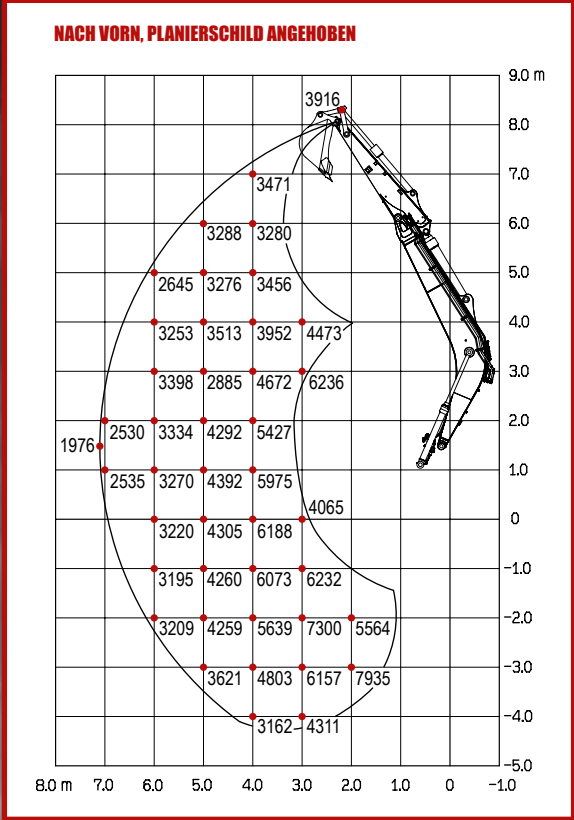 NACH VORN, PLANIERSCHILD ANGEHOBEN
9.0 m
3916
8.0
3471
7.0
3288 3280
6.0
2645 3276 3456
5.0
3253 3513 3952 4473
4.0
3398 2885 4672 6236
3.0
2530 3334 4292 5427
2.0
1976
2535 3270 4392 5975
1.0
4065
3220 4305 6188
0
3195 4260 6073 6232
-1.0
3209 4259 5639 7300 5564
-2.0
3621 4803 6157 7935
-3.0
3162 4311
-4.0
-5.0
8.0 m 7.0 6.0 5.0 4.0 3.0 2.0 1.0 0 -1.0